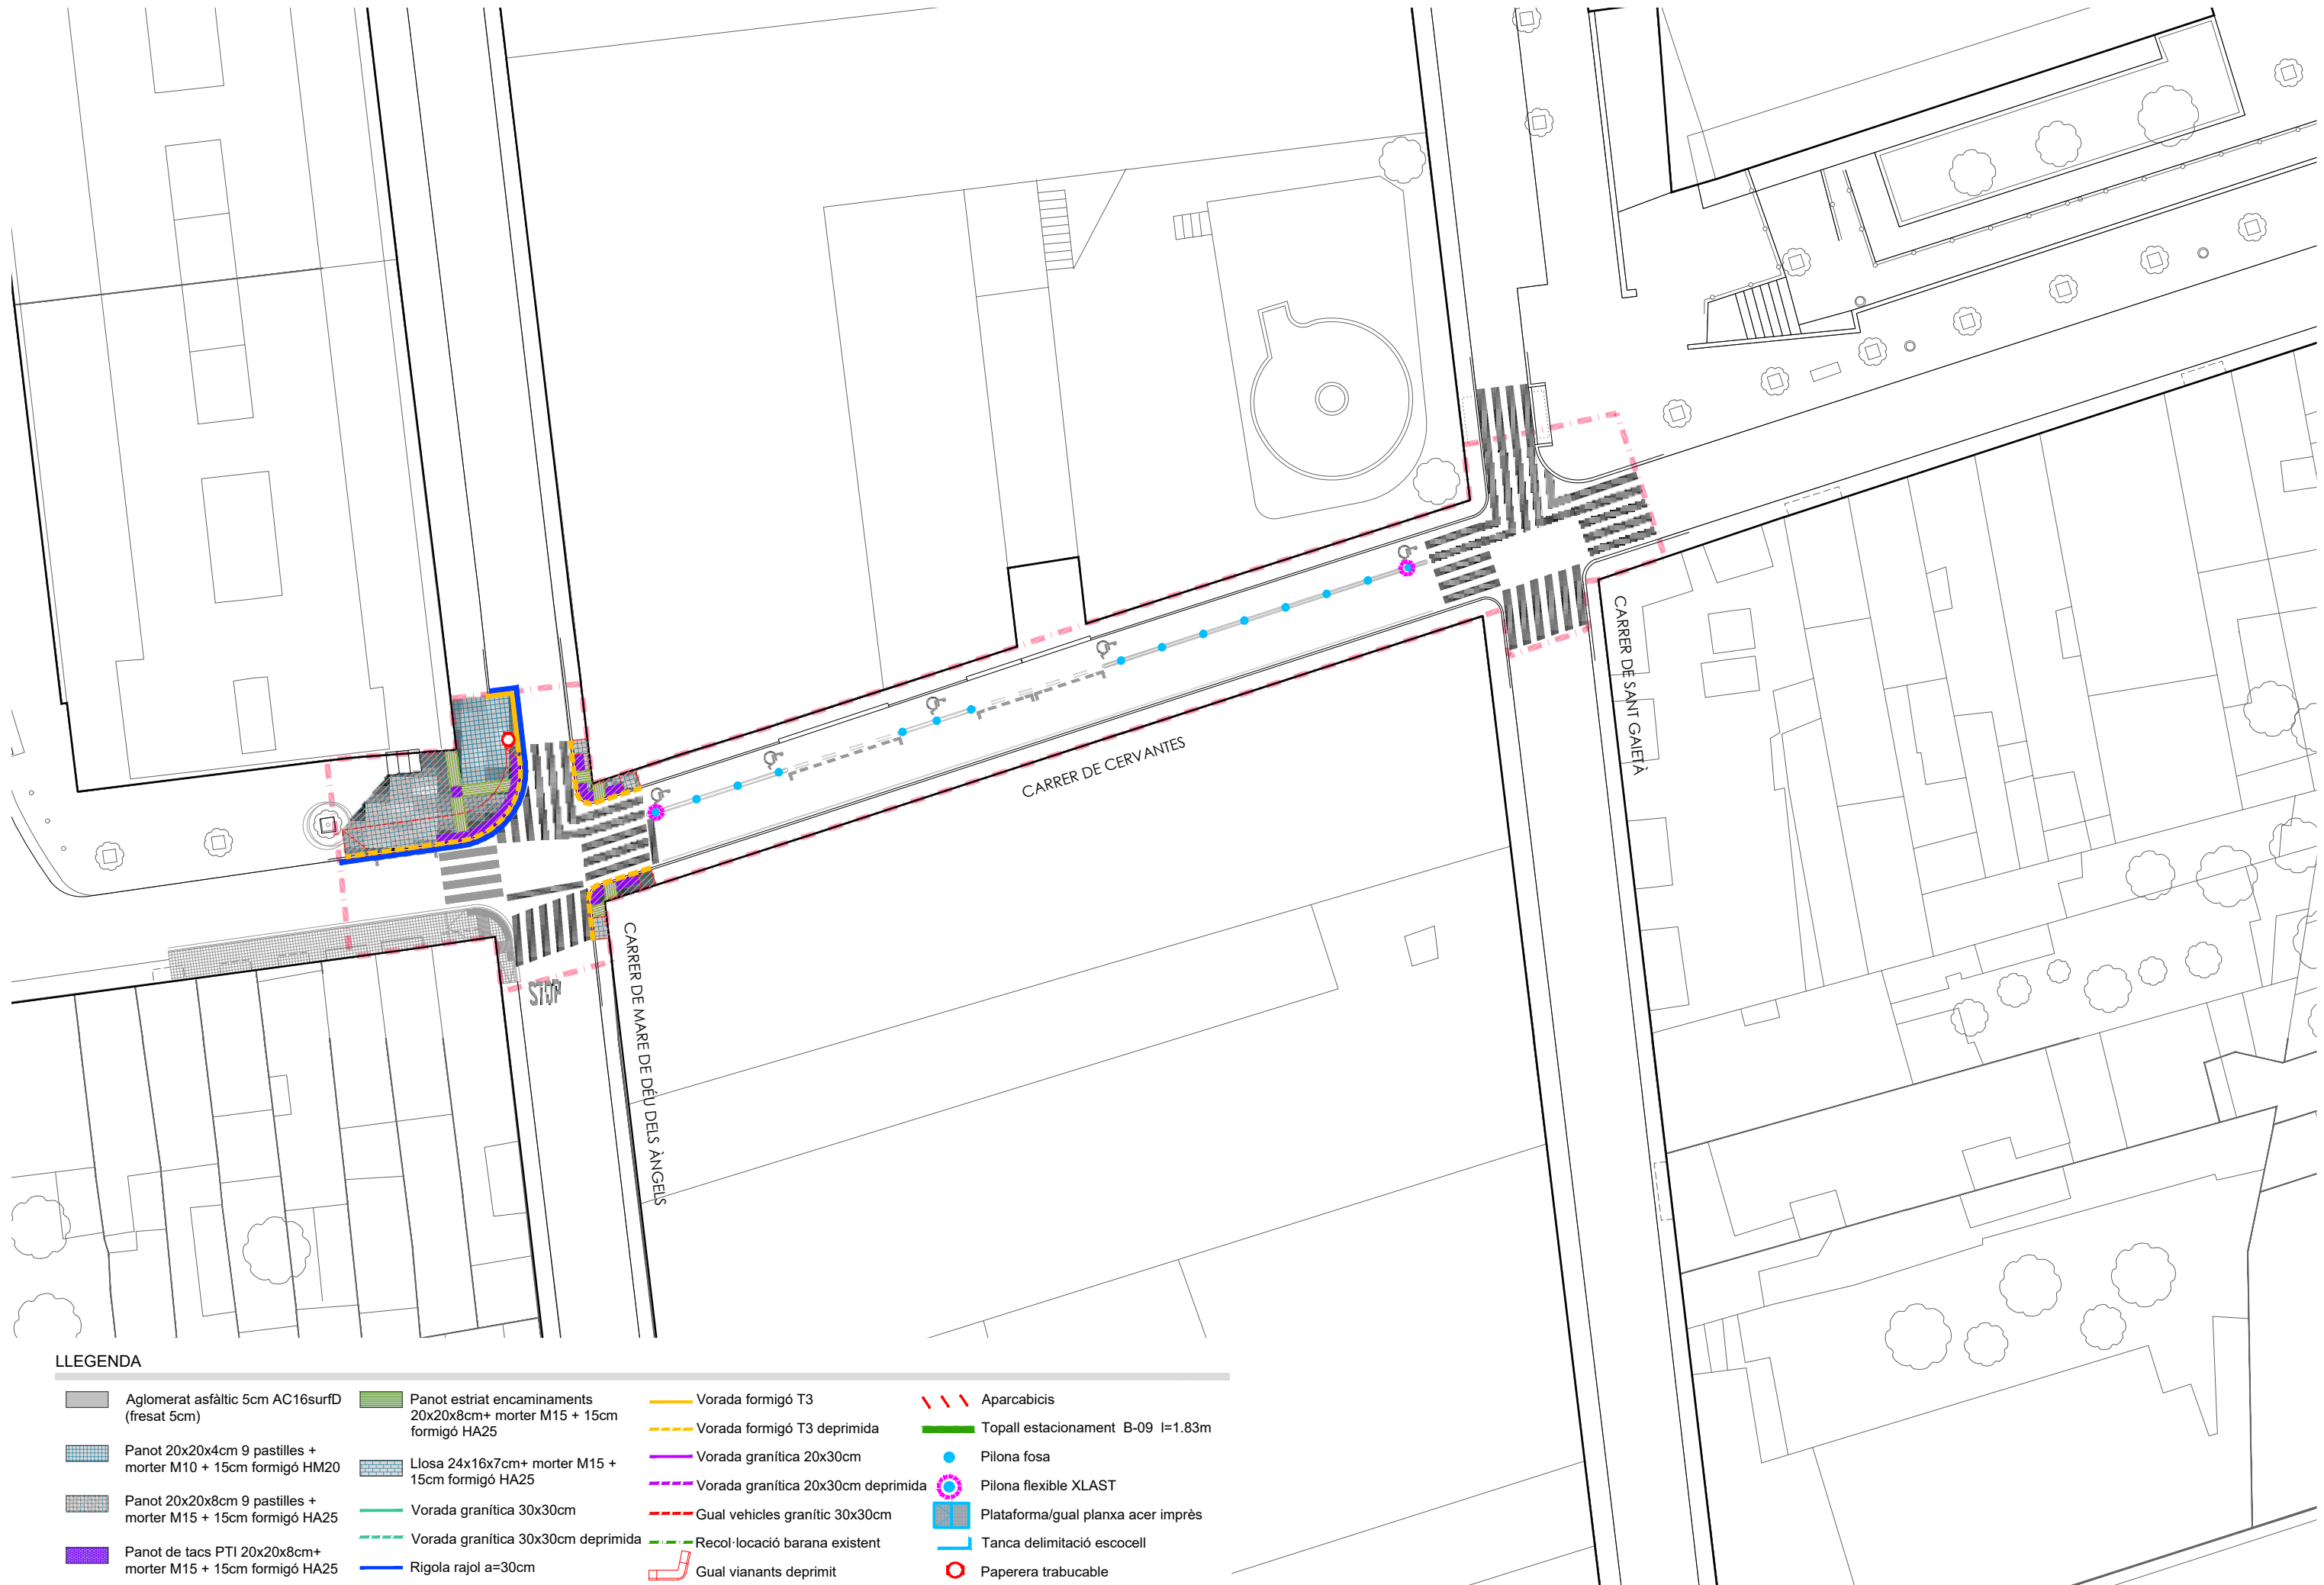 CARRER DE SANT GAIETÀ
CARRER DE CERVANTES
CARRER DE MARE DE DÉU DELS ÀNGELS
STOP
LLEGENDA
Aglomerat asfàltic 5cm AC16surfD
(fresat 5cm)
Panot 20x20x4cm 9 pastilles +
morter M10 + 15cm formigó HM20
Panot 20x20x8cm 9 pastilles +
morter M15 + 15cm formigó HA25
Panot de tacs PTI 20x20x8cm+
morter M15 + 15cm formigó HA25
Panot estriat encaminaments
20x20x8cm+ morter M15 + 15cm
formigó HA25
Llosa 24x16x7cm+ morter M15 +
15cm formigó HA25
Vorada granítica 30x30cm
Vorada granítica 30x30cm deprimida
Rigola rajol a=30cm
Vorada formigó T3
Vorada formigó T3 deprimida
Vorada granítica 20x30cm
Vorada granítica 20x30cm deprimida
Gual vehicles granític 30x30cm
Recol·locació barana existent
Gual vianants deprimit
Aparcabicis
Topall estacionament B-09 l=1.83m
Pilona fosa
Pilona flexible XLAST
Plataforma/gual planxa acer imprès
Tanca delimitació escocell
Paperera trabucable